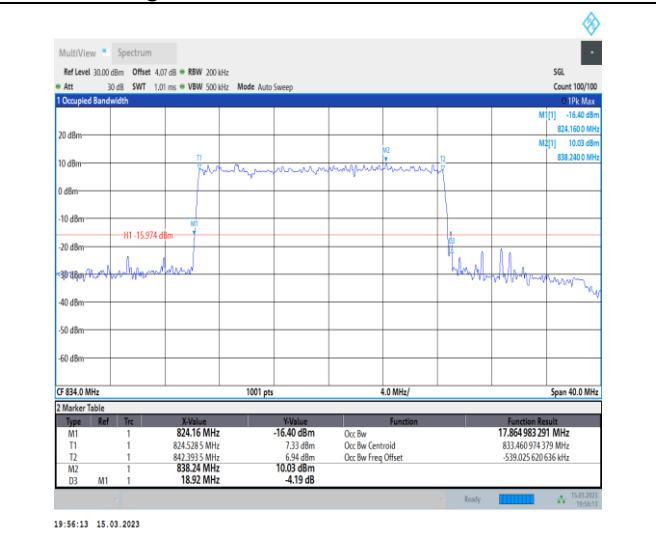 MultiView Spectrum
Ref Level 30.00 dBm Offset 4.07 dB RBW 200 kHz SGL
Att 30 dB SWT 1.01 ms VBW 500 kHz Mode Auto Sweep Count 100/100
1 Occupied Bandwidth 1Pk Max
M1[1] -16.40 dBm
824.160 0 MHz
M2[1] 10.03 dBm
838.240 0 MHz
20 dBm
M2
T1
T2
10 dBm
0 dBm
-10 dBm
M1
H1 -15.974 dBm
D3
-20 dBm
-30 dBm
-40 dBm
-50 dBm
-60 dBm
CF 834.0 MHz 1001 pts 4.0 MHz/ Span 40.0 MHz
2 Marker Table
Type Ref Trc X-Value Y-Value Function Function Result
M1 1 824.16 MHz -16.40 dBm Occ Bw 17.864 983 291 MHz
T1 1 824.528 5 MHz 7.33 dBm Occ Bw Centroid 833.460 974 379 MHz
T2 1 842.393 5 MHz 6.94 dBm Occ Bw Freq Offset -539.025 620 636 kHz
M2 1 838.24 MHz 10.03 dBm
D3 M1 1 18.92 MHz -4.19 dB
Ready 15.03.2023
19:56:13
19:56:13 15.03.2023